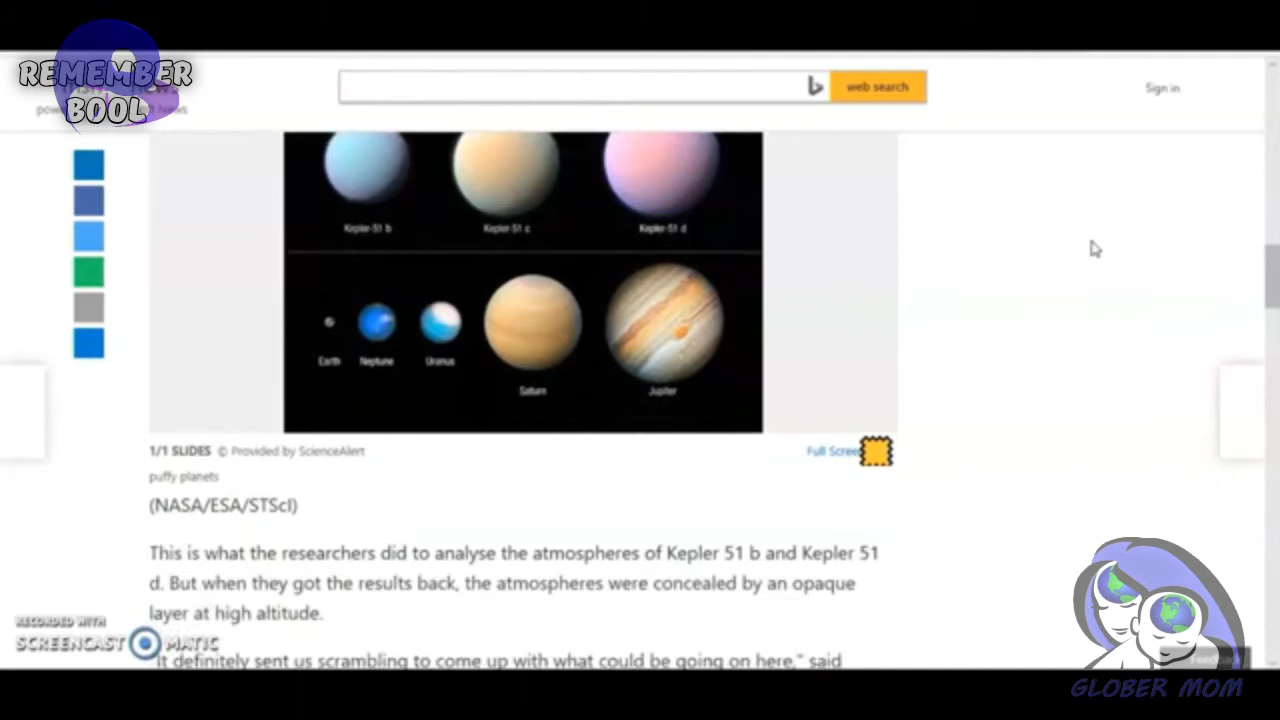 REMEMBER
BOOL
web search
Sign in
Kepler-51 b
Kepler-51 c
Kepler-51 d
Earth
Neptune
Uranus
Saturn
Jupiter
1/1 SLIDES © Provided by ScienceAlert
Full Screen
puffy planets
(NASA/ESA/STScI)
This is what the researchers did to analyse the atmospheres of Kepler 51 b and Kepler 51
d. But when they got the results back, the atmospheres were concealed by an opaque
layer at high altitude.
"It definitely sent us scrambling to come up with what could be going on here," said
RECORDED WITH
SCREENCAST MATIC
Feedback
GLOBER MOM